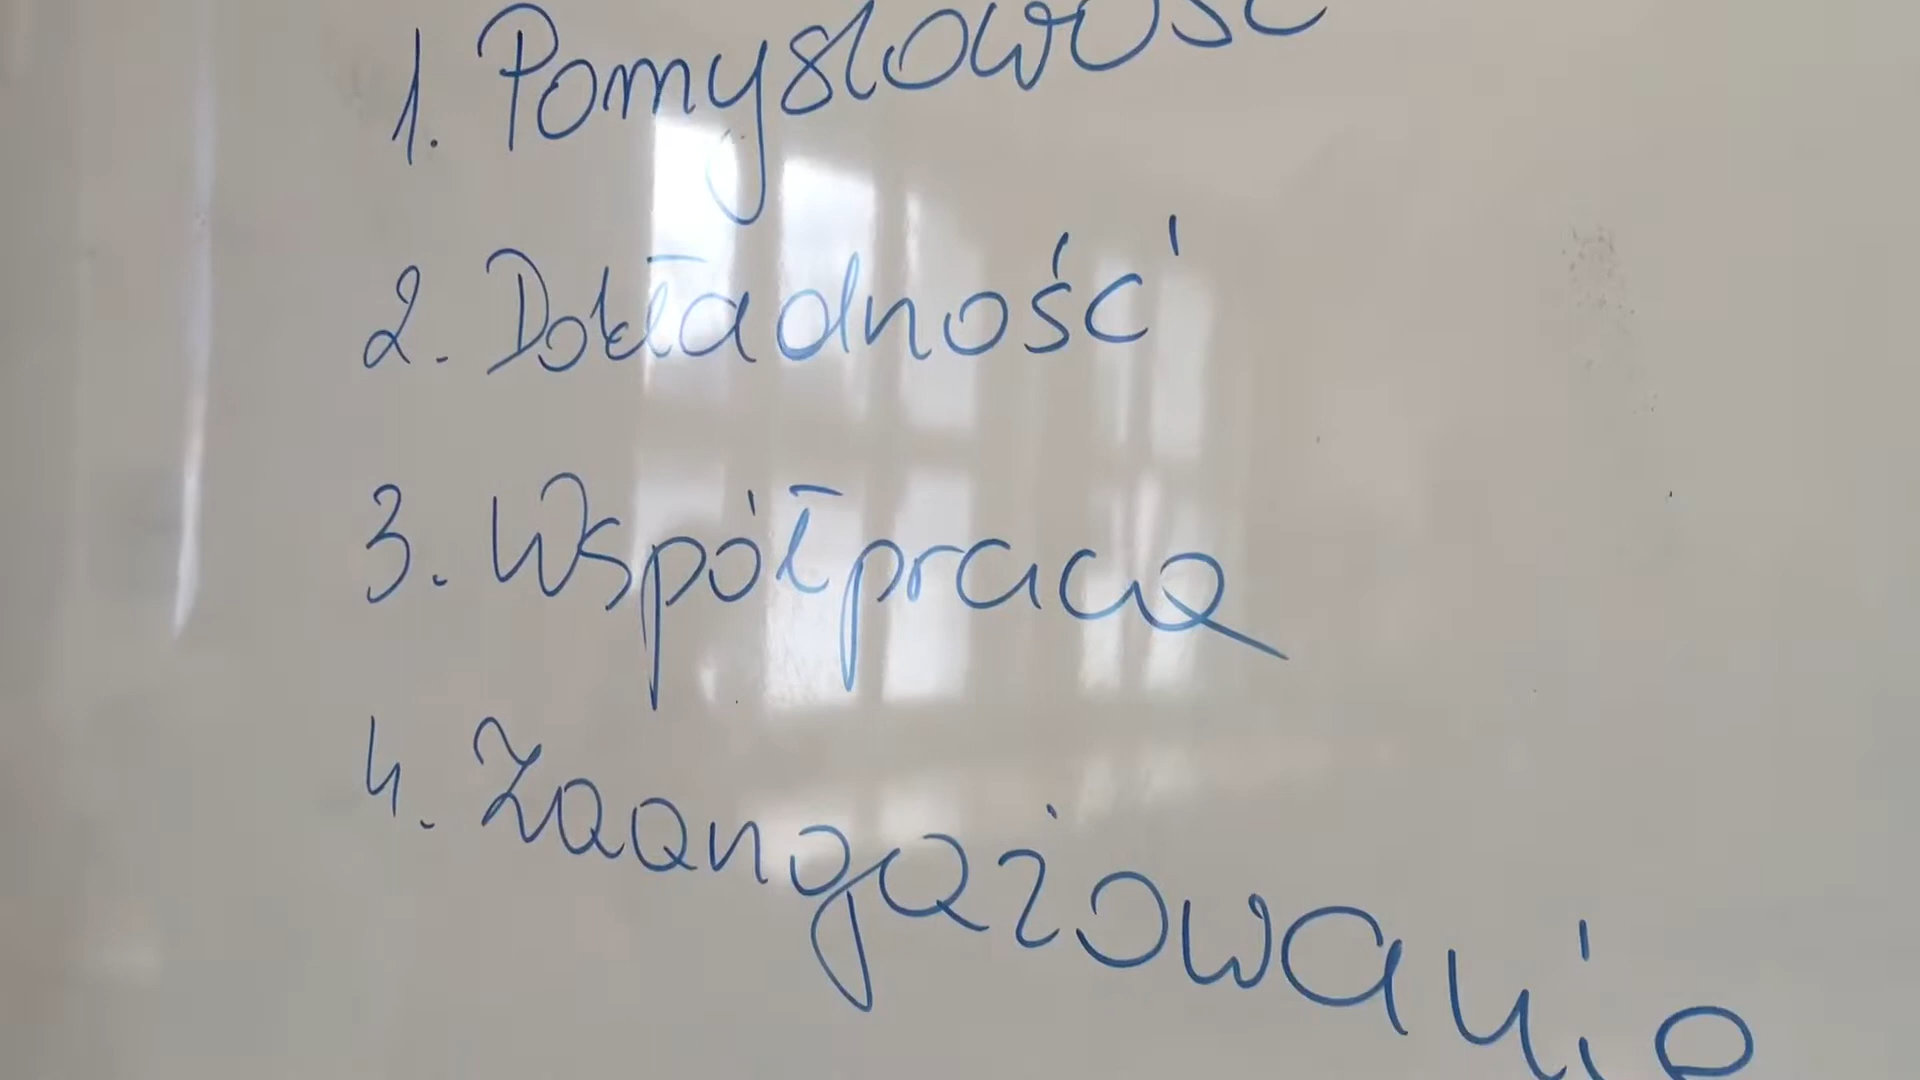 1. Pomysłowość
2. Dokładność
3. Współpraca
4. Zaangażowanie